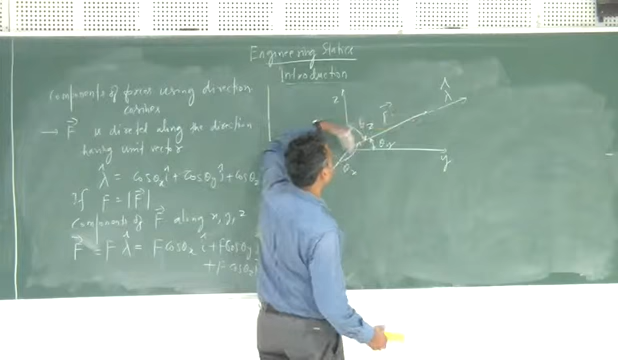 Engineering Statics
Introduction
Components of forces using direction
cosines
→ F⃗ is directed along the direction
having unit vector
λ̂ = cosθx î + cosθy ĵ + cosθz
If F = |F⃗|
Components of F⃗ along x, y, z
F⃗ = F λ̂ = F cosθx î + F cosθy ĵ
+ F cosθz
z
θz
F⃗
λ̂
θy
θx
y